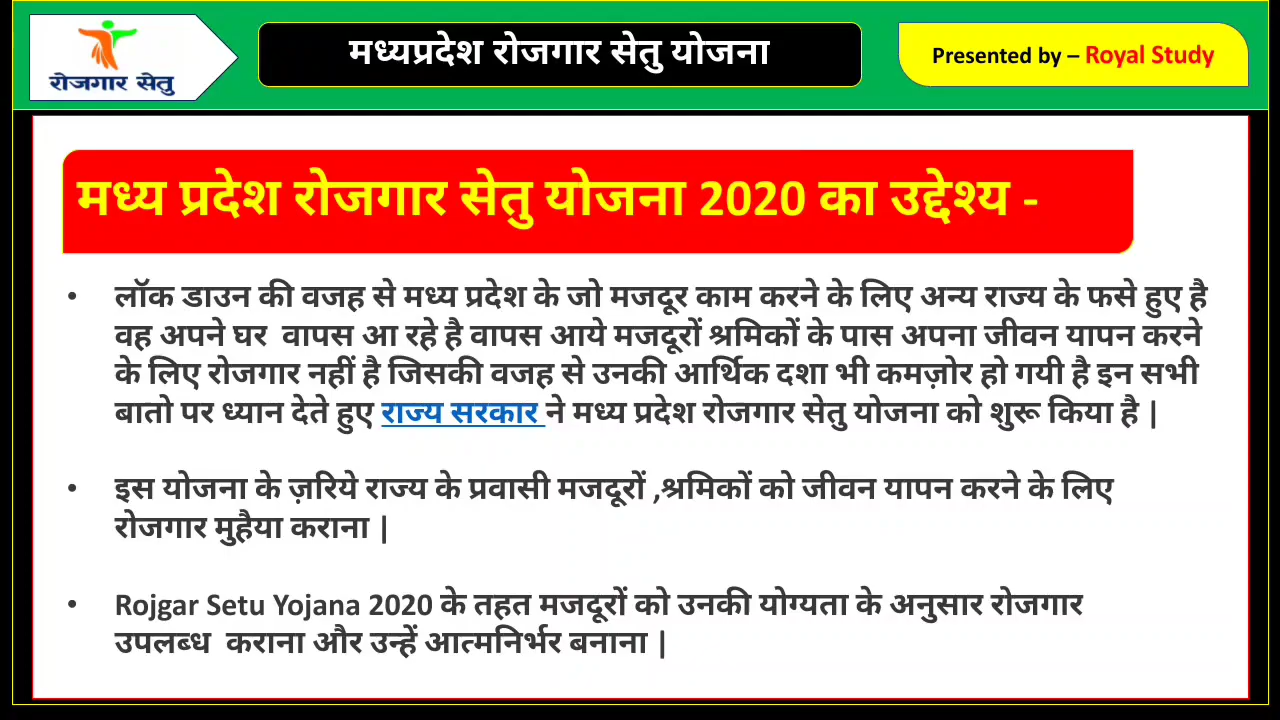 रोजगार सेतु
मध्यप्रदेश रोजगार सेतु योजना
Presented by – Royal Study
मध्य प्रदेश रोजगार सेतु योजना 2020 का उद्देश्य -
• लॉक डाउन की वजह से मध्य प्रदेश के जो मजदूर काम करने के लिए अन्य राज्य के फसे हुए है
वह अपने घर वापस आ रहे है वापस आये मजदूरों श्रमिकों के पास अपना जीवन यापन करने
के लिए रोजगार नहीं है जिसकी वजह से उनकी आर्थिक दशा भी कमज़ोर हो गयी है इन सभी
बातो पर ध्यान देते हुए राज्य सरकार ने मध्य प्रदेश रोजगार सेतु योजना को शुरू किया है |
• इस योजना के ज़रिये राज्य के प्रवासी मजदूरों ,श्रमिकों को जीवन यापन करने के लिए
रोजगार मुहैया कराना |
• Rojgar Setu Yojana 2020 के तहत मजदूरों को उनकी योग्यता के अनुसार रोजगार
उपलब्ध कराना और उन्हें आत्मनिर्भर बनाना |